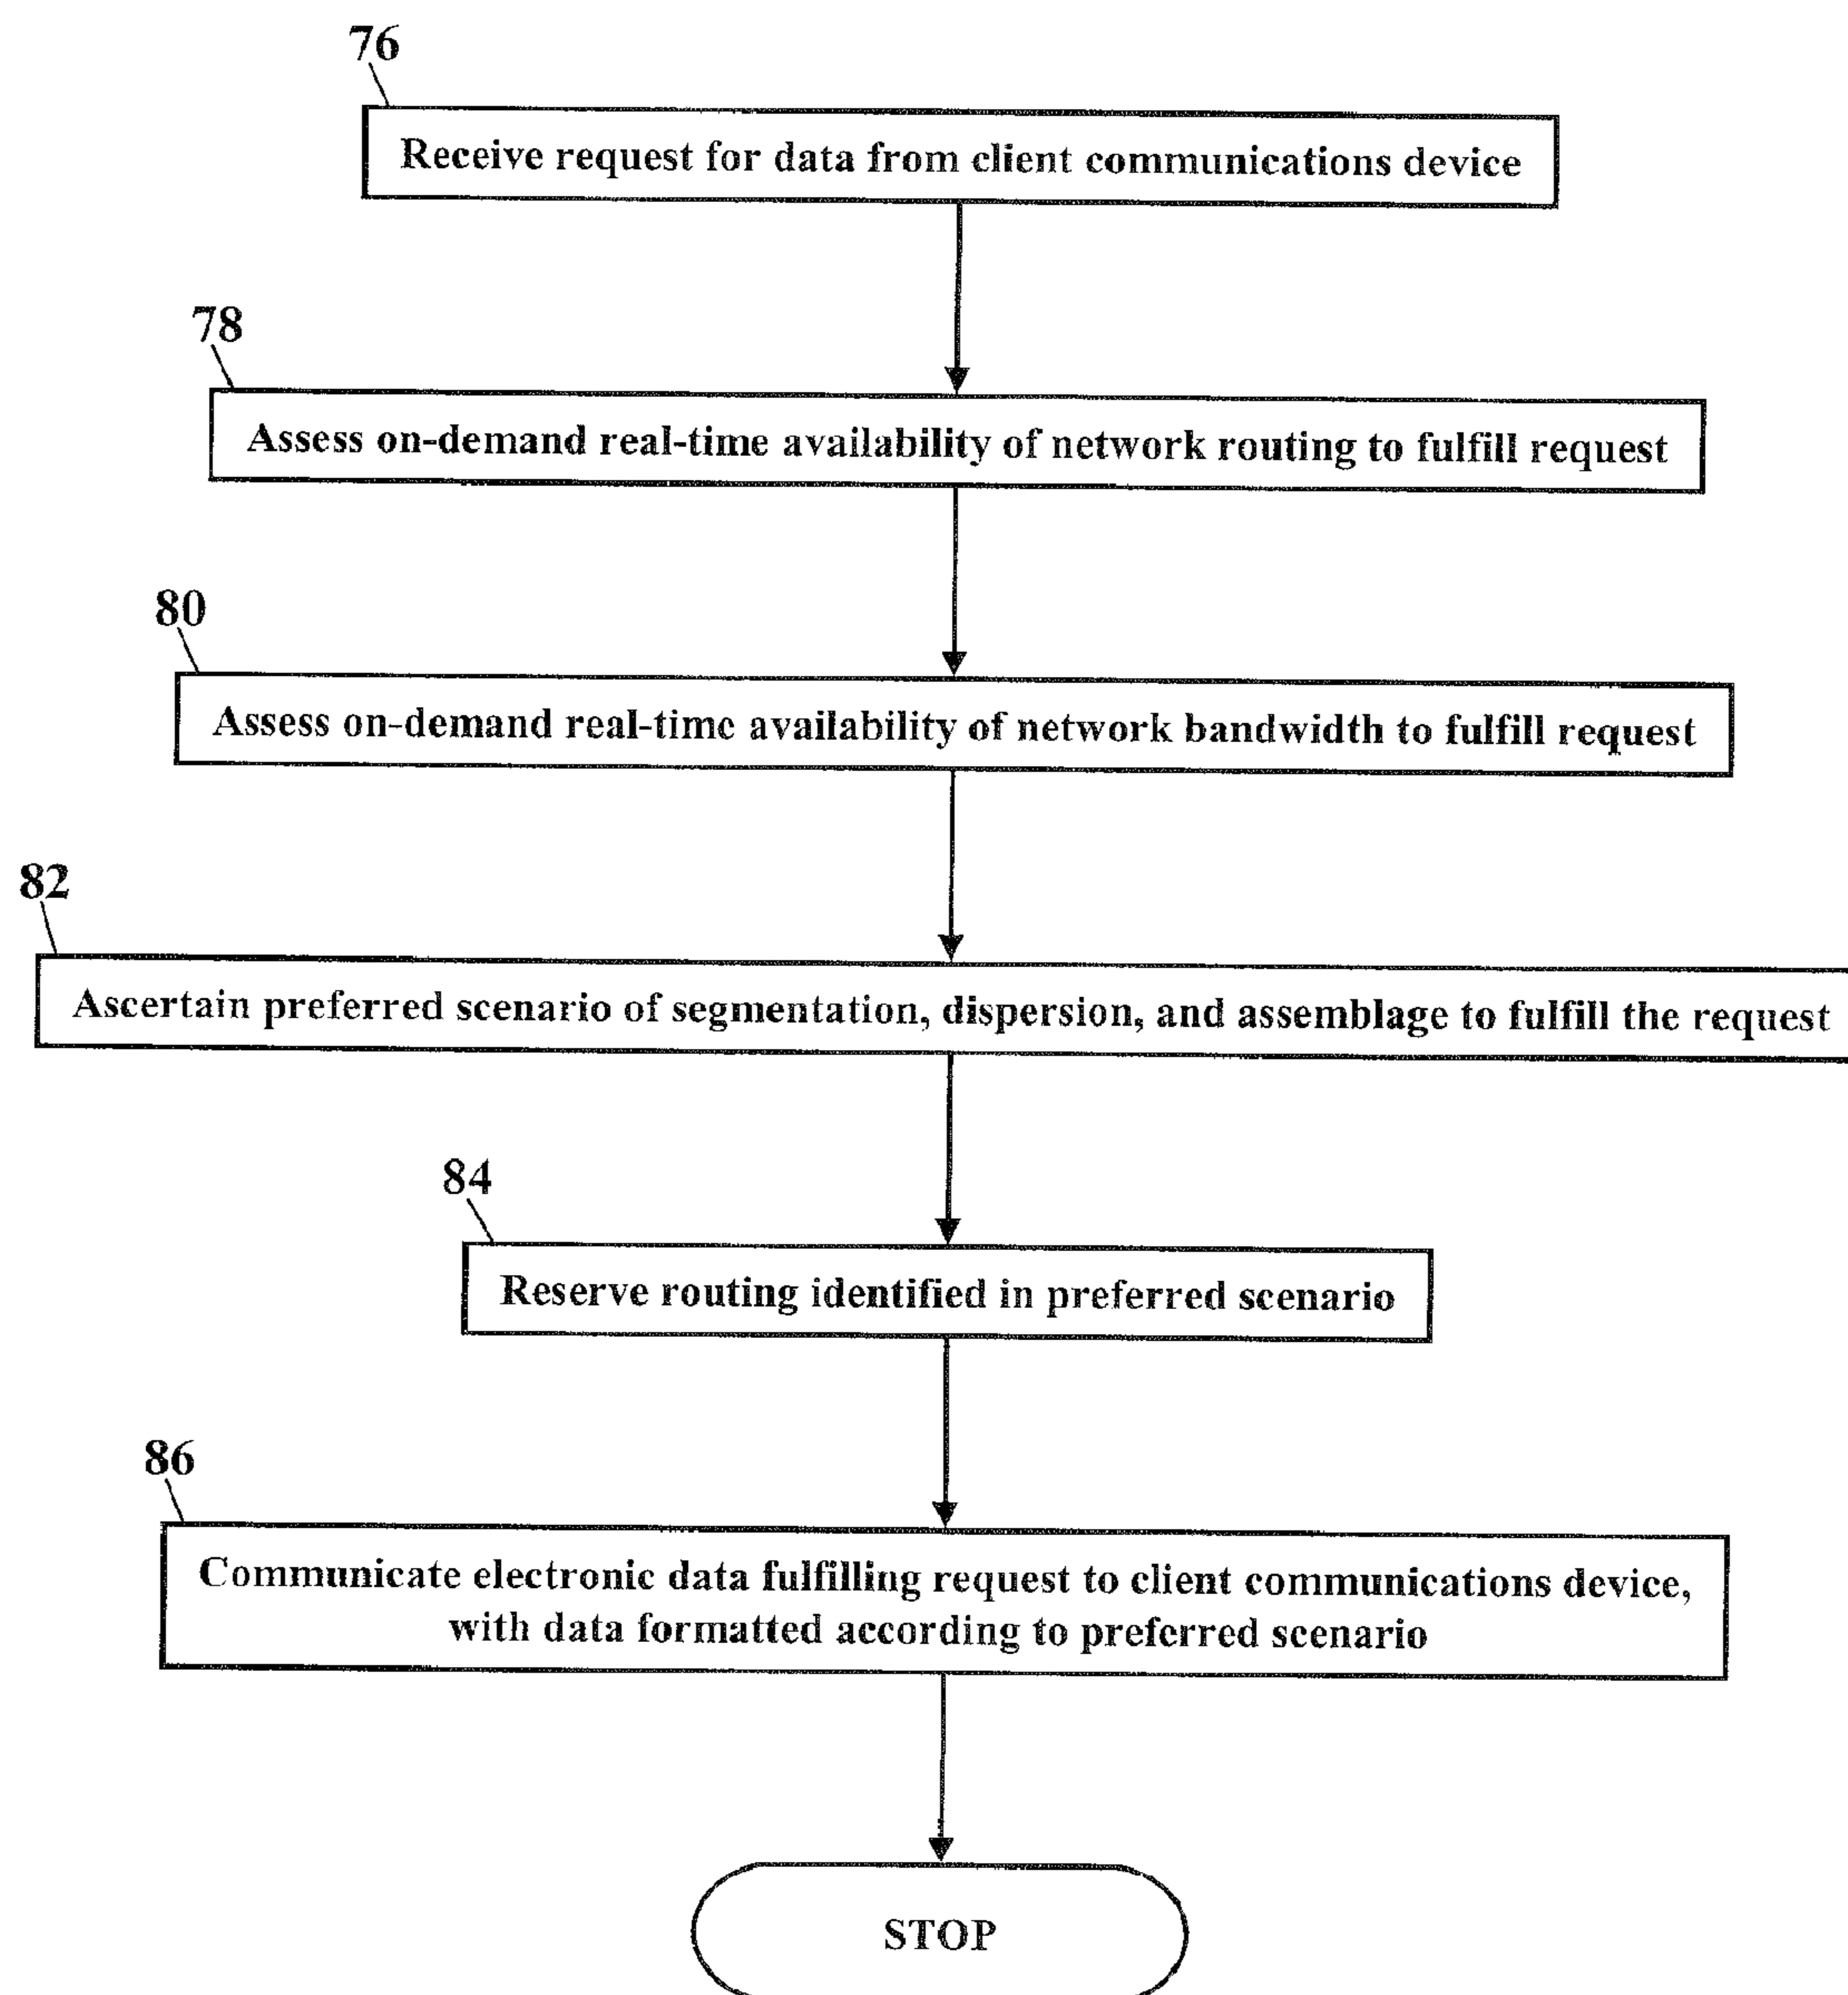 76
Receive request for data from client communications device
78
Assess on-demand real-time availability of network routing to fulfill request
80
Assess on-demand real-time availability of network bandwidth to fulfill request
82
Ascertain preferred scenario of segmentation, dispersion, and assemblage to fulfill the request
84
Reserve routing identified in preferred scenario
86
Communicate electronic data fulfilling request to client communications device,
with data formatted according to preferred scenario
STOP